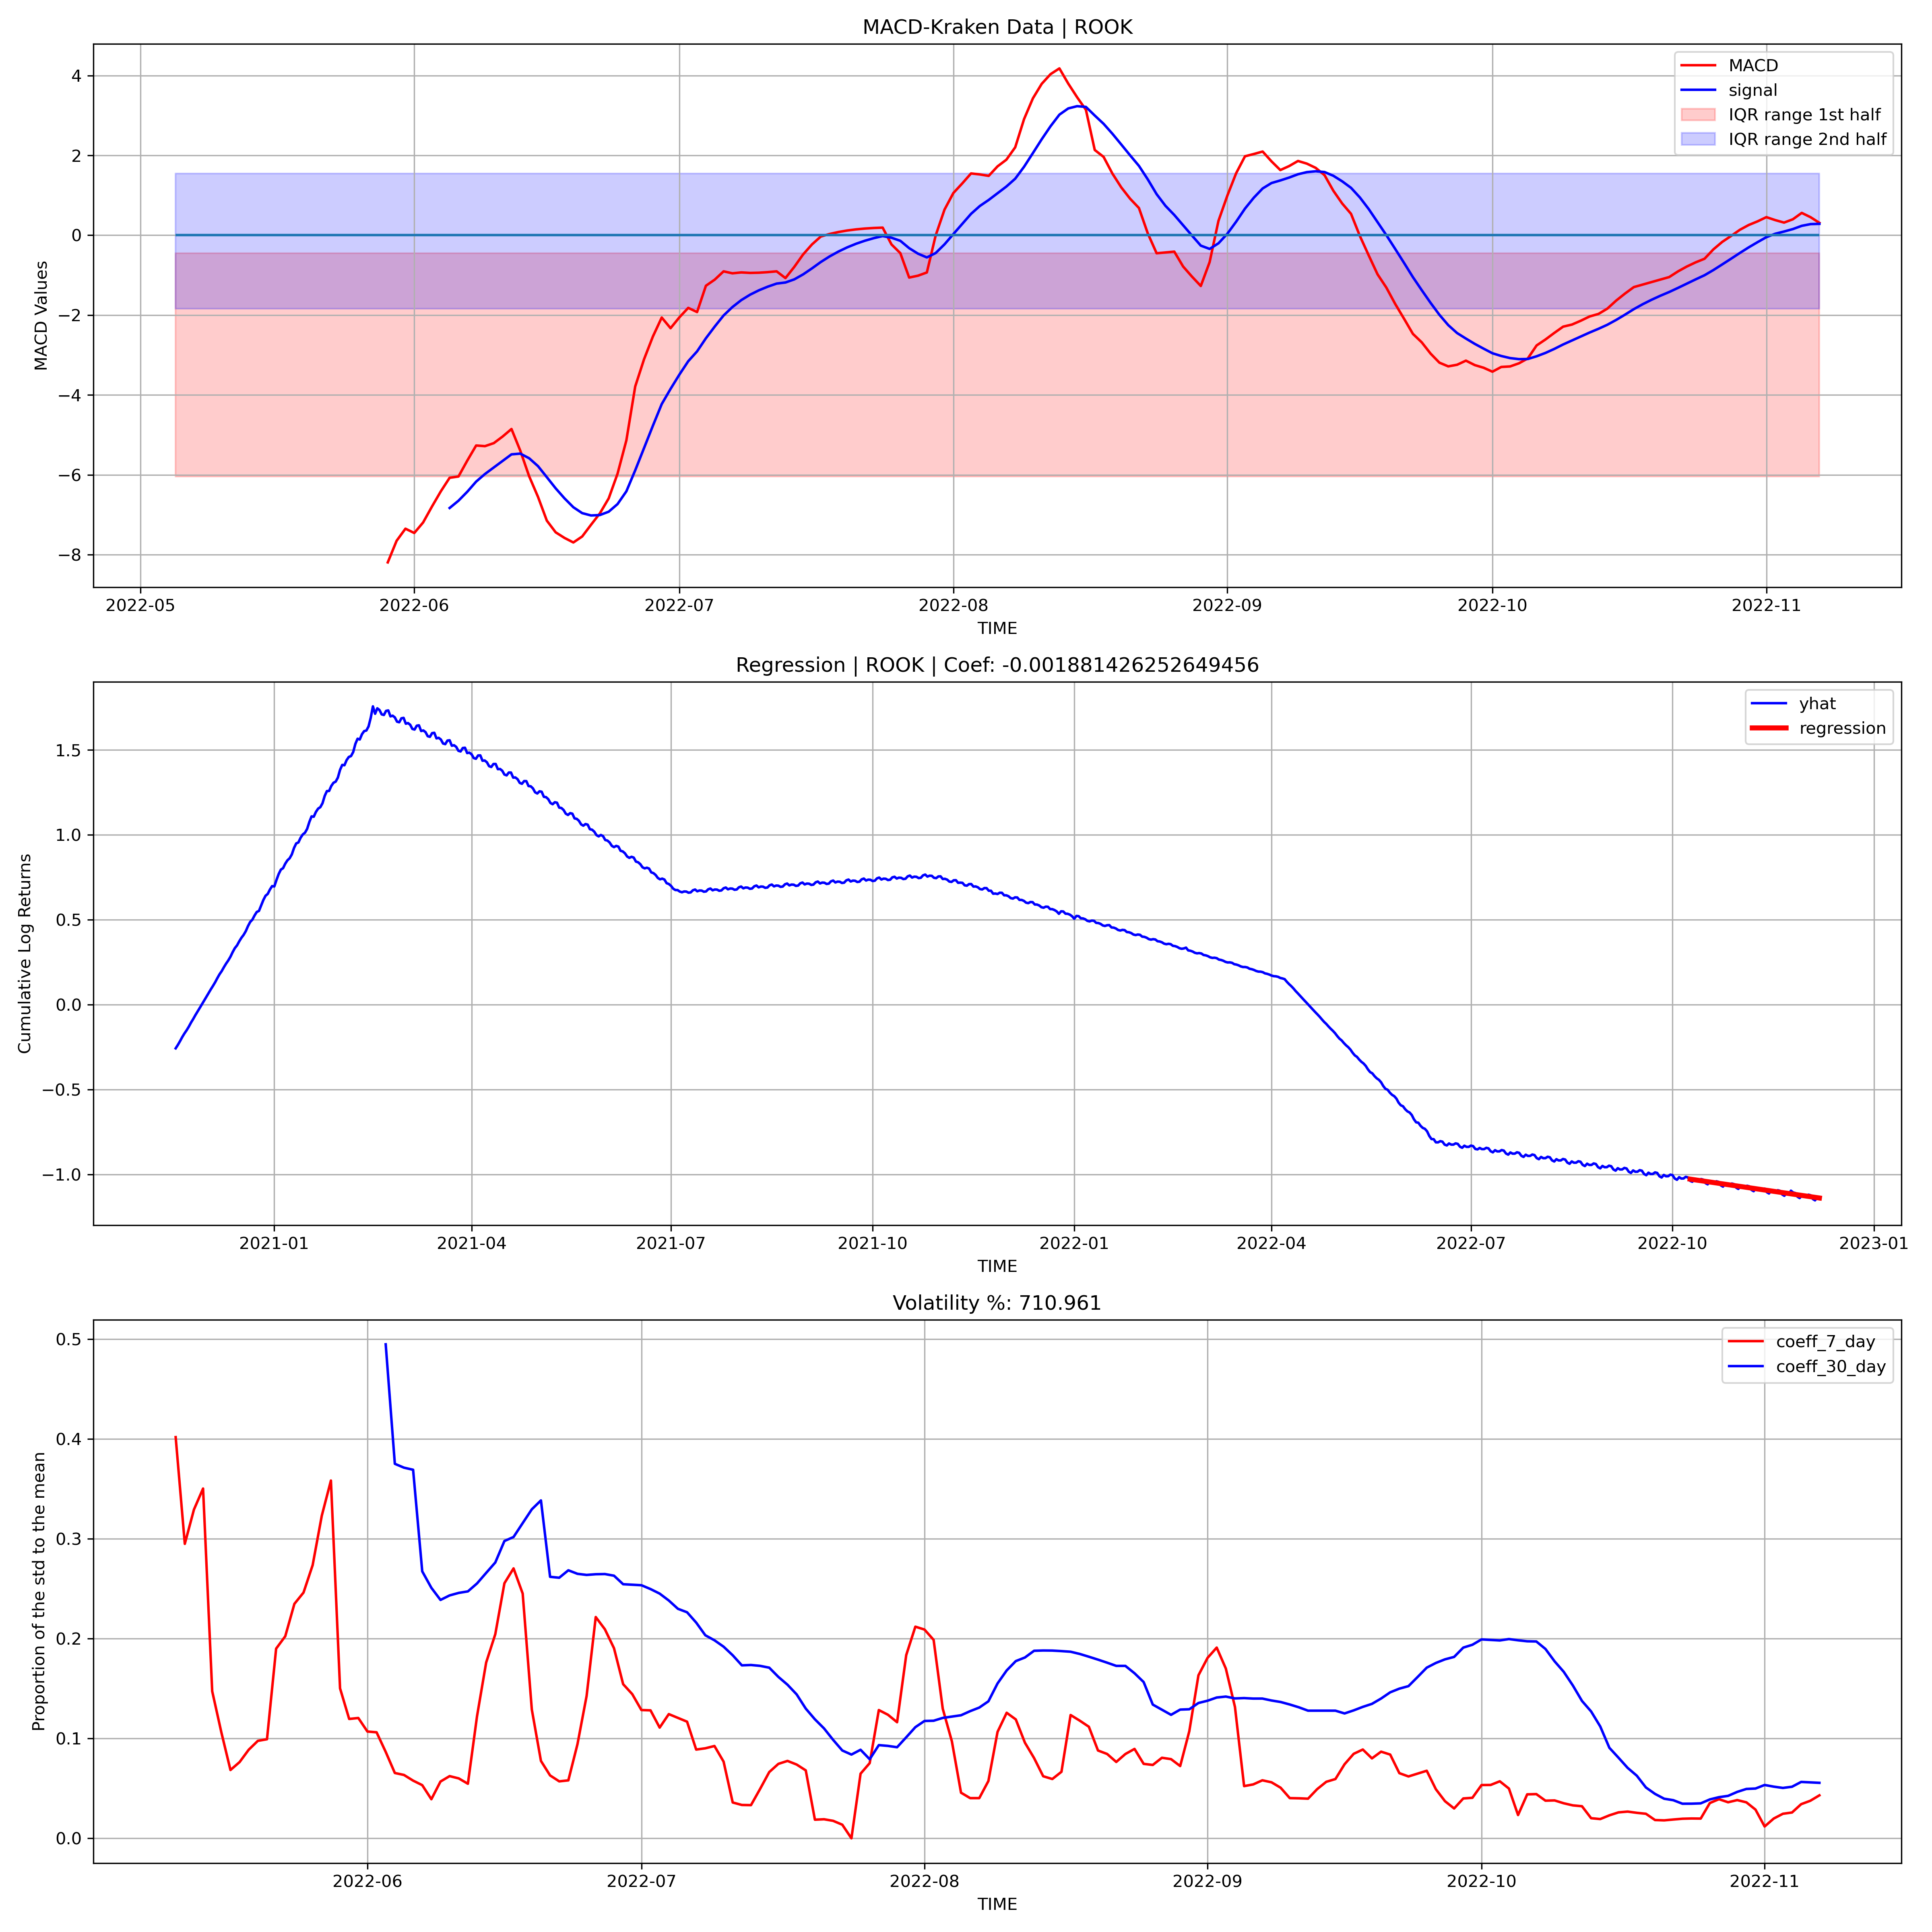 MACD-Kraken Data | ROOK
MACD
signal
IQR range 1st half
IQR range 2nd half
MACD Values
4
2
0
−2
−4
−6
−8
2022-05 2022-06 2022-07 2022-08 2022-09 2022-10 2022-11
TIME
Regression | ROOK | Coef: -0.001881426252649456
yhat
regression
Cumulative Log Returns
1.5
1.0
0.5
0.0
−0.5
−1.0
2021-01 2021-04 2021-07 2021-10 2022-01 2022-04 2022-07 2022-10 2023-01
TIME
Volatility %: 710.961
coeff_7_day
coeff_30_day
Proportion of the std to the mean
0.5
0.4
0.3
0.2
0.1
0.0
2022-06 2022-07 2022-08 2022-09 2022-10 2022-11
TIME